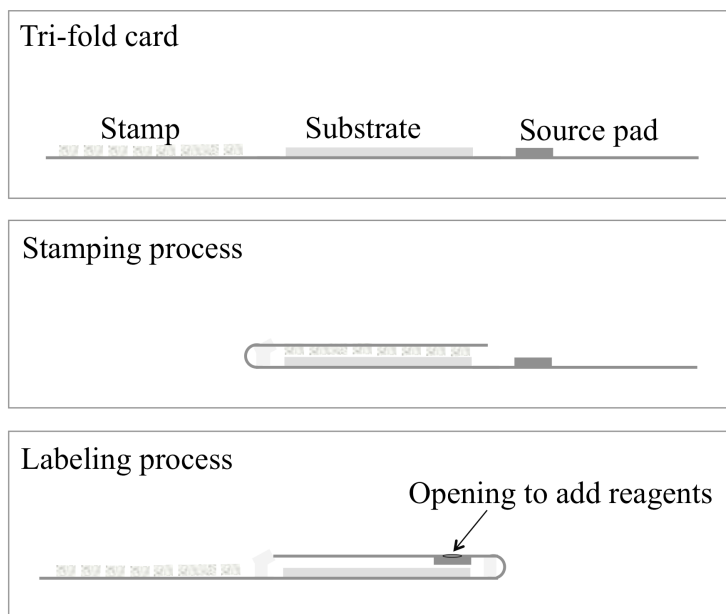 Tri-fold card
Stamp
Substrate
Source pad
Stamping process
Labeling process
Opening to add reagents